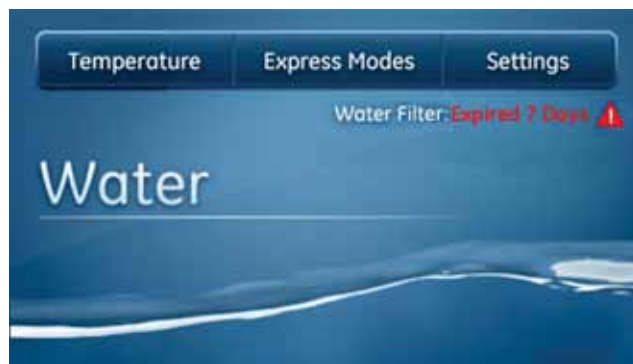 Temperature Express Modes Settings
Water Filter: Expired 7 Days
Water